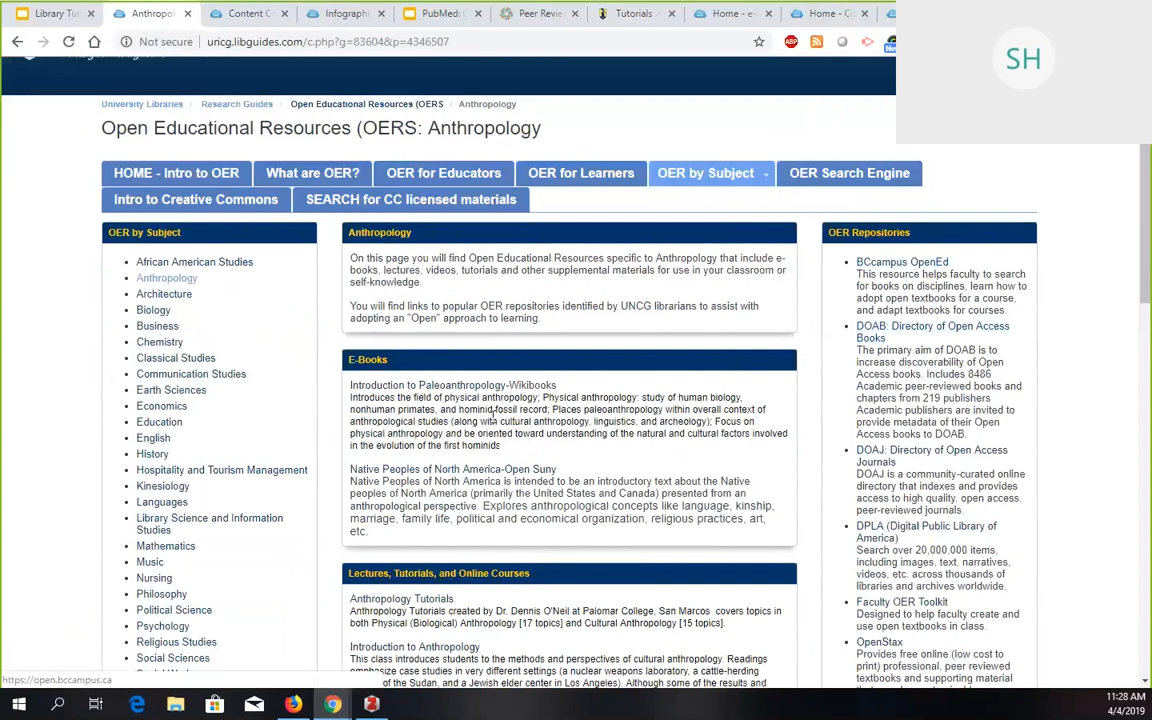 Library Tu
Anthropol
Content C
Infographi
PubMed: C
Peer Revie
Tutorials
Home - e-
Home - G
Not secure
uncg.libguides.com/c.php?g=83604&p=4346507
ABP
New
SH
University Libraries / Research Guides / Open Educational Resources (OERS / Anthropology
Open Educational Resources (OERS: Anthropology
HOME - Intro to OER
What are OER?
OER for Educators
OER for Learners
OER by Subject
OER Search Engine
Intro to Creative Commons
SEARCH for CC licensed materials
OER by Subject
African American Studies
Anthropology
Architecture
Biology
Business
Chemistry
Classical Studies
Communication Studies
Earth Sciences
Economics
Education
English
History
Hospitality and Tourism Management
Kinesiology
Languages
Library Science and Information
Studies
Mathematics
Music
Nursing
Philosophy
Political Science
Psychology
Religious Studies
Social Sciences
Anthropology
On this page you will find Open Educational Resources specific to Anthropology that include e-
books, lectures, videos, tutorials and other supplemental materials for use in your classroom or
self-knowledge.
You will find links to popular OER repositories identified by UNCG librarians to assist with
adopting an "Open" approach to learning.
E-Books
Introduction to Paleoanthropology-Wikibooks
Introduces the field of physical anthropology; Physical anthropology: study of human biology,
nonhuman primates, and hominid fossil record; Places paleoanthropology within overall context of
anthropological studies (along with cultural anthropology, linguistics, and archeology); Focus on
physical anthropology and be oriented toward understanding of the natural and cultural factors involved
in the evolution of the first hominids
Native Peoples of North America-Open Suny
Native Peoples of North America is intended to be an introductory text about the Native
peoples of North America (primarily the United States and Canada) presented from an
anthropological perspective. Explores anthropological concepts like language, kinship,
marriage, family life, political and economical organization, religious practices, art,
etc.
Lectures, Tutorials, and Online Courses
Anthropology Tutorials
Anthropology Tutorials created by Dr. Dennis O'Neil at Palomar College, San Marcos covers topics in
both Physical (Biological) Anthropology [17 topics] and Cultural Anthropology [15 topics].
Introduction to Anthropology
This class introduces students to the methods and perspectives of cultural anthropology. Readings
emphasize case studies in very different settings (a nuclear weapons laboratory, a cattle-herding
of the Sudan, and a Jewish elder center in Los Angeles). Although some of the results and
OER Repositories
BCcampus OpenEd
This resource helps faculty to search
for books on disciplines, learn how to
adopt open textbooks for a course,
and adapt textbooks for courses.
DOAB: Directory of Open Access
Books
The primary aim of DOAB is to
increase discoverability of Open
Access books. Includes 8486
Academic peer-reviewed books and
chapters from 219 publishers
Academic publishers are invited to
provide metadata of their Open
Access books to DOAB.
DOAJ: Directory of Open Access
Journals
DOAJ is a community-curated online
directory that indexes and provides
access to high quality, open access,
peer-reviewed journals.
DPLA (Digital Public Library of
America)
Search over 20,000,000 items,
including images, text, narratives,
videos, etc. across thousands of
libraries and archives worldwide.
Faculty OER Toolkit
Designed to help faculty create and
use open textbooks in class.
OpenStax
Provides free online (low cost to
print) professional, peer reviewed
textbooks and supporting material
https://open.bccampus.ca
11:28 AM
4/4/2019